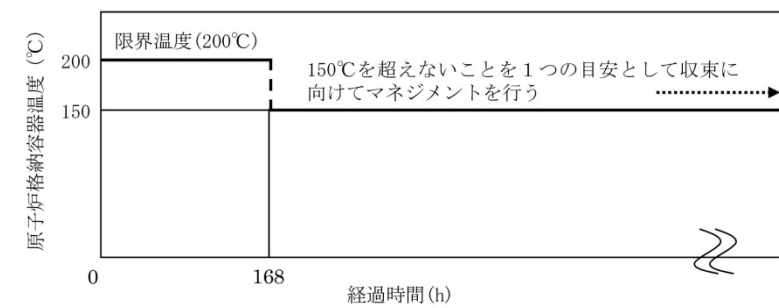 原子炉格納容器温度(℃)
限界温度(200℃)
200
150℃を超えないことを１つの目安として収束に
向けてマネジメントを行う
150
0
168
経過時間(h)